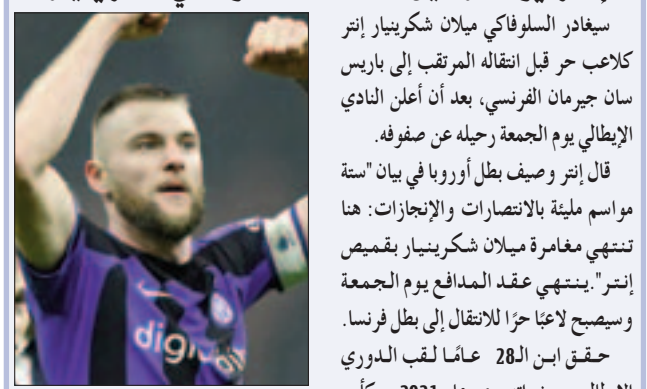 سيغادر السلوفاكي ميلان شكرينيار إنتر
كلاعب حر قبل انتقاله المرتقب إلى باريس
سان جيرمان الفرنسي، بعد أن أعلن النادي
الإيطالي يوم الجمعة رحيله عن صفوفه.
قال إنتر وصيف بطل أوروبا في بيان "ستة
مواسم مليئة بالانتصارات والإنجازات: هنا
تنتهي مغامرة ميلان شكرينيار بقميص
إنتر".ينتهي عقد المدافع يوم الجمعة
وسيصبح لاعبًا حرًا للانتقال إلى بطل فرنسا.
حقق ابن الـ28 عامًا لقب الدوري
2021
digi